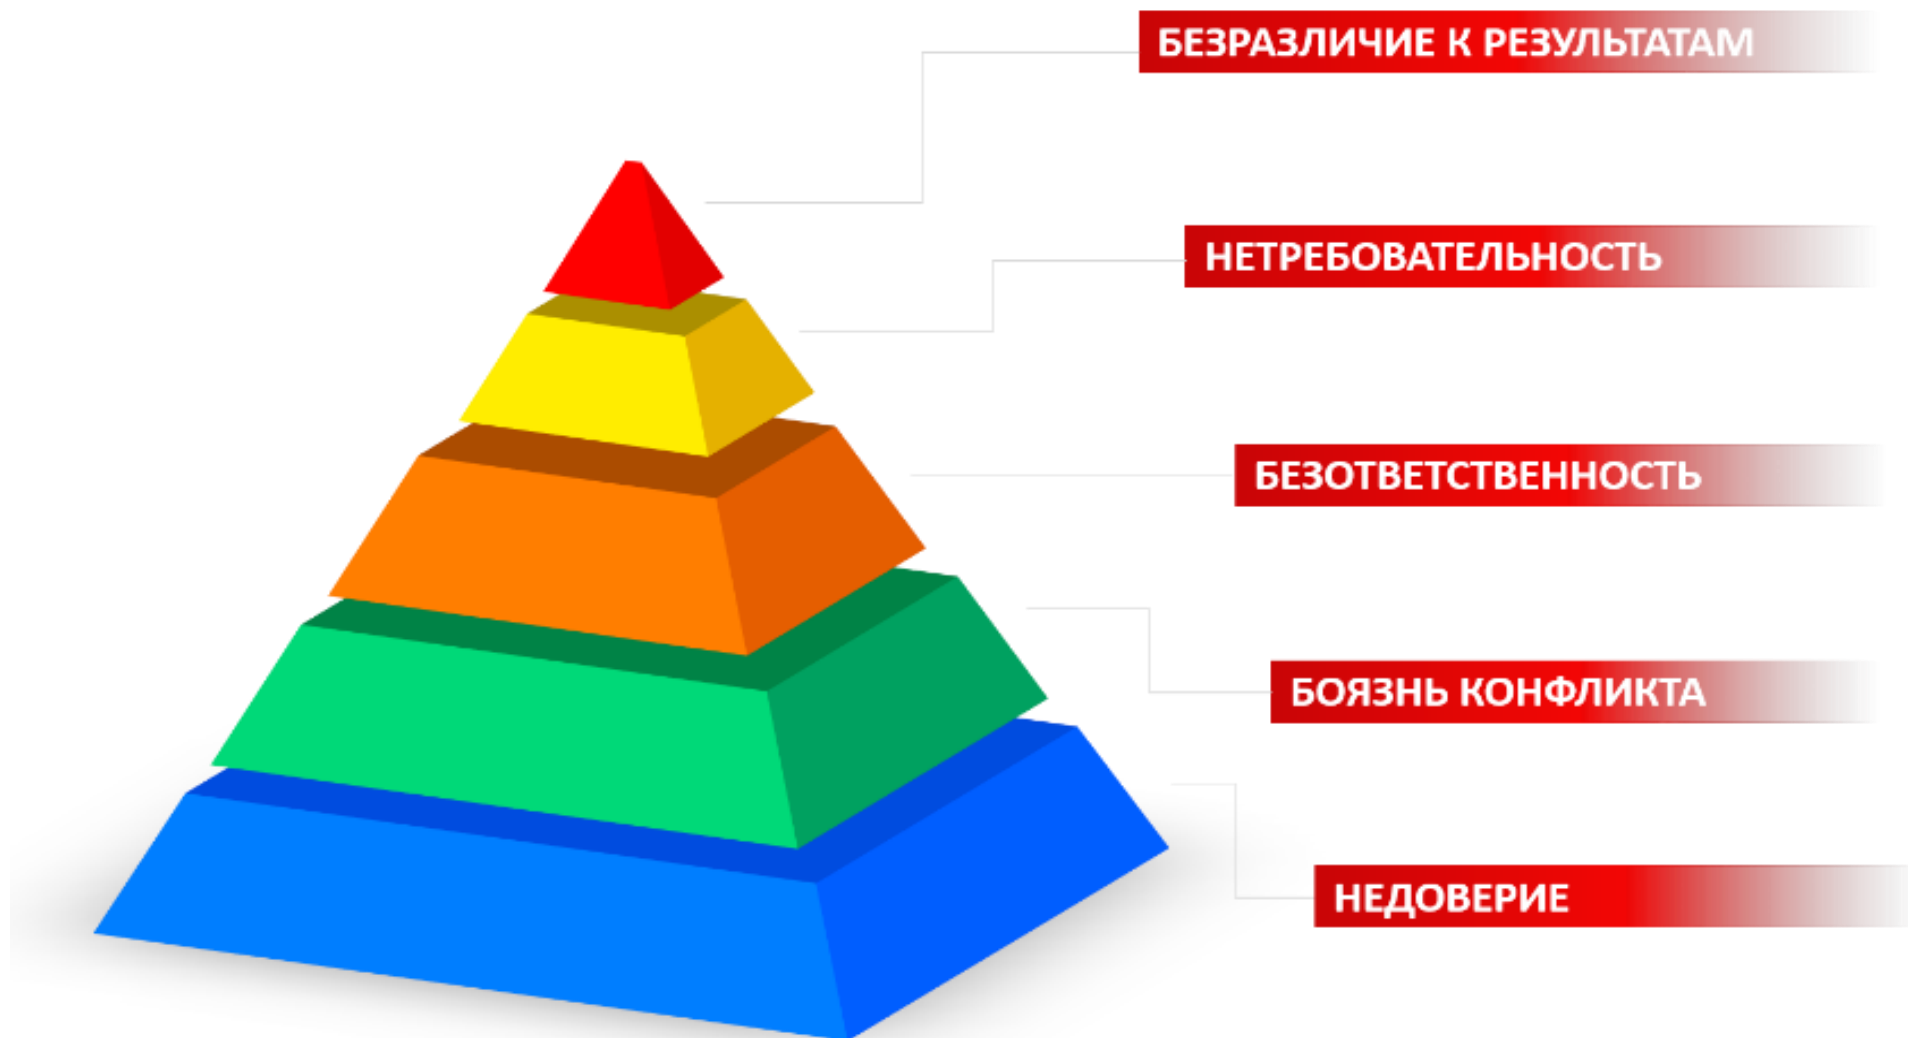 БЕЗРАЗЛИЧИЕ К РЕЗУЛЬТАТАМ
НЕТРЕБОВАТЕЛЬНОСТЬ
БЕЗОТВЕТСТВЕННОСТЬ
БОЯЗНЬ КОНФЛИКТА
НЕДОВЕРИЕ